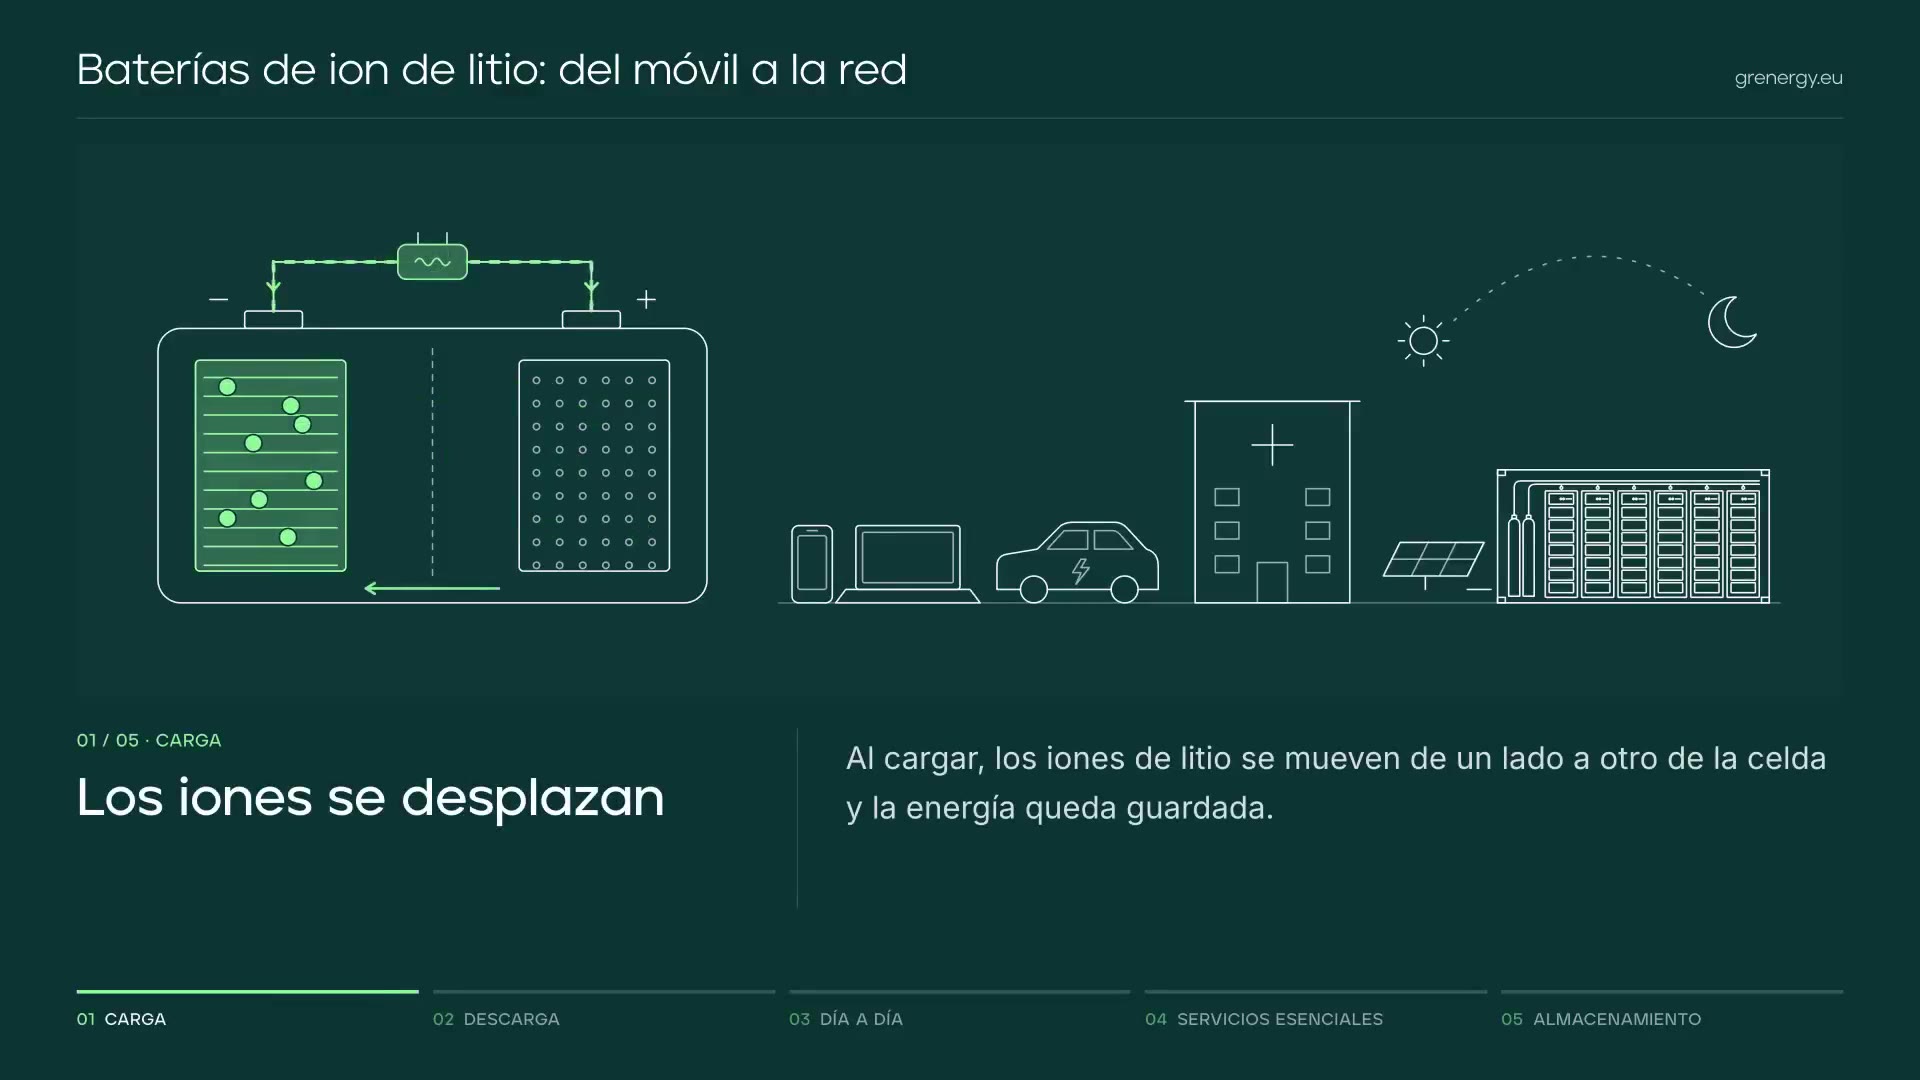 Baterías de ion de litio: del móvil a la red
grenergy.eu
01 / 05 · CARGA
Los iones se desplazan
Al cargar, los iones de litio se mueven de un lado a otro de la celda
y la energía queda guardada.
01 CARGA
02 DESCARGA
03 DÍA A DÍA
04 SERVICIOS ESENCIALES
05 ALMACENAMIENTO